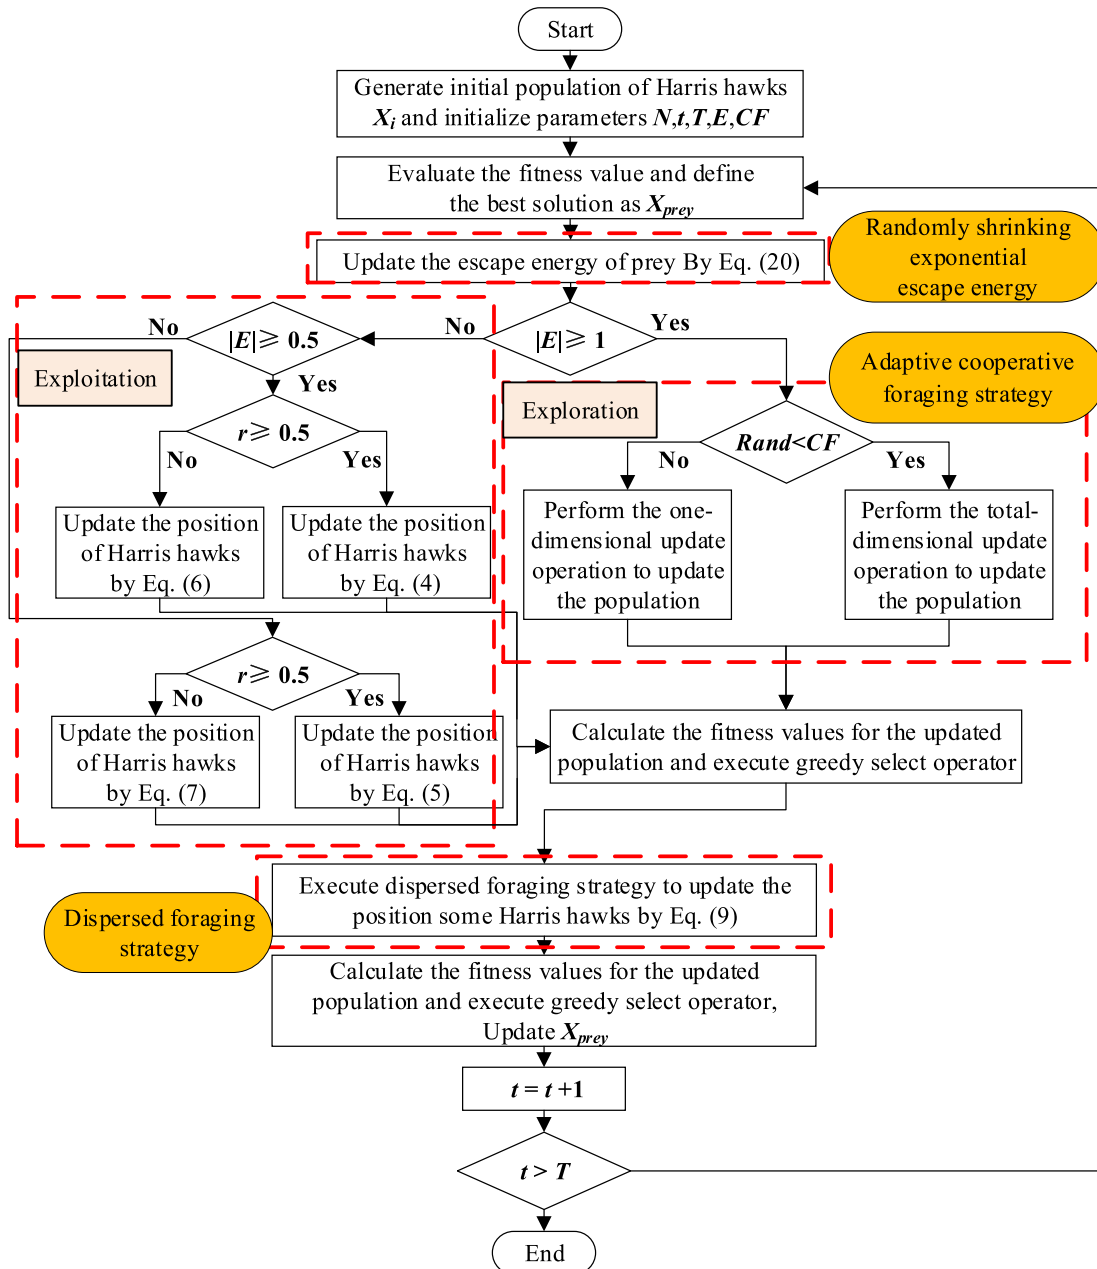 Start
Generate initial population of Harris hawks
Xi and initialize parameters N,t,T,E,CF
Evaluate the fitness value and define
the best solution as Xprey
Randomly shrinking
exponential
escape energy
Update the escape energy of prey By Eq. (20)
No
|E|≥ 0.5
No
|E|≥ 1
Yes
Exploitation
Yes
Adaptive cooperative
foraging strategy
Exploration
r≥ 0.5
No
Yes
Rand<CF
No
Yes
Update the position
of Harris hawks
by Eq. (6)
Update the position
of Harris hawks
by Eq. (4)
Perform the one-
dimensional update
operation to update
the population
Perform the total-
dimensional update
operation to update
the population
r≥ 0.5
No
Yes
Update the position
of Harris hawks
by Eq. (7)
Update the position
of Harris hawks
by Eq. (5)
Calculate the fitness values for the updated
population and execute greedy select operator
Execute dispersed foraging strategy to update the
position some Harris hawks by Eq. (9)
Dispersed foraging
strategy
Calculate the fitness values for the updated
population and execute greedy select operator,
Update Xprey
t = t +1
t > T
End